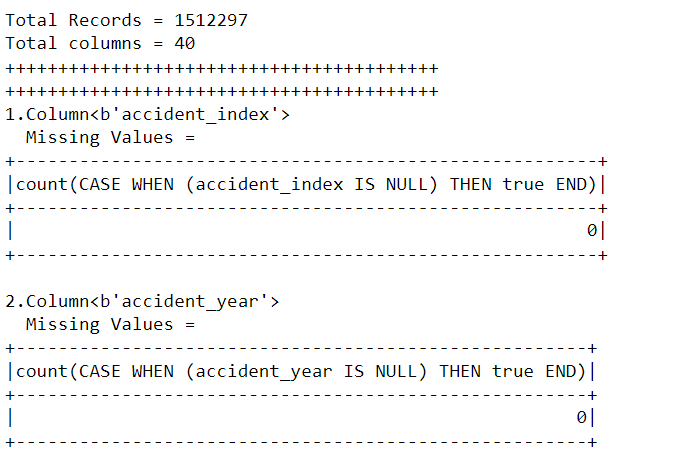 Total Records = 1512297
Total columns = 40
+++++++++++++++++++++++++++++++++++++++++
+++++++++++++++++++++++++++++++++++++++++
1.Column<b'accident_index'>
  Missing Values =
+-------------------------------------------------------+
|count(CASE WHEN (accident_index IS NULL) THEN true END)|
+-------------------------------------------------------+
|                                                      0|
+-------------------------------------------------------+

2.Column<b'accident_year'>
  Missing Values =
+------------------------------------------------------+
|count(CASE WHEN (accident_year IS NULL) THEN true END)|
+------------------------------------------------------+
|                                                     0|
+------------------------------------------------------+